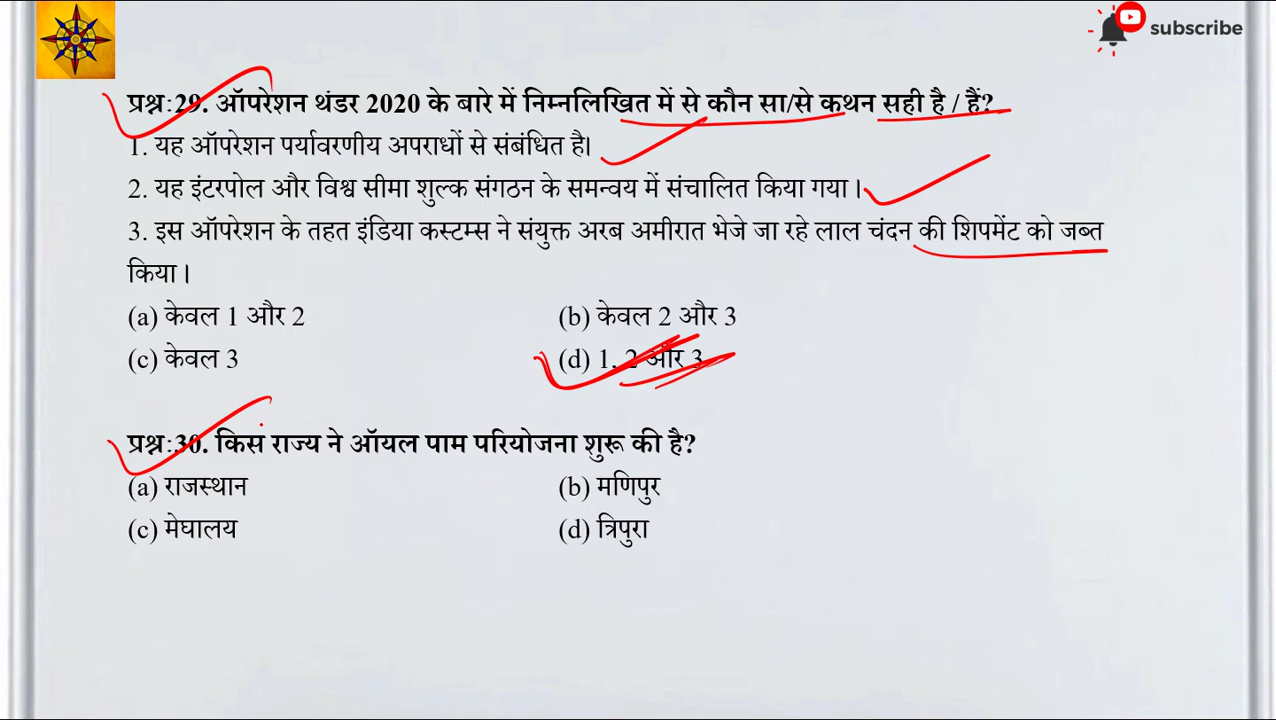 subscribe
प्रश्न:29. ऑपरेशन थंडर 2020 के बारे में निम्नलिखित में से कौन सा/से कथन सही है / हैं?
1. यह ऑपरेशन पर्यावरणीय अपराधों से संबंधित है।
2. यह इंटरपोल और विश्व सीमा शुल्क संगठन के समन्वय में संचालित किया गया।
3. इस ऑपरेशन के तहत इंडिया कस्टम्स ने संयुक्त अरब अमीरात भेजे जा रहे लाल चंदन की शिपमेंट को जब्त
किया।
(a) केवल 1 और 2 (b) केवल 2 और 3
(c) केवल 3 (d) 1, 2 और 3
प्रश्न:30. किस राज्य ने ऑयल पाम परियोजना शुरू की है?
(a) राजस्थान (b) मणिपुर
(c) मेघालय (d) त्रिपुरा